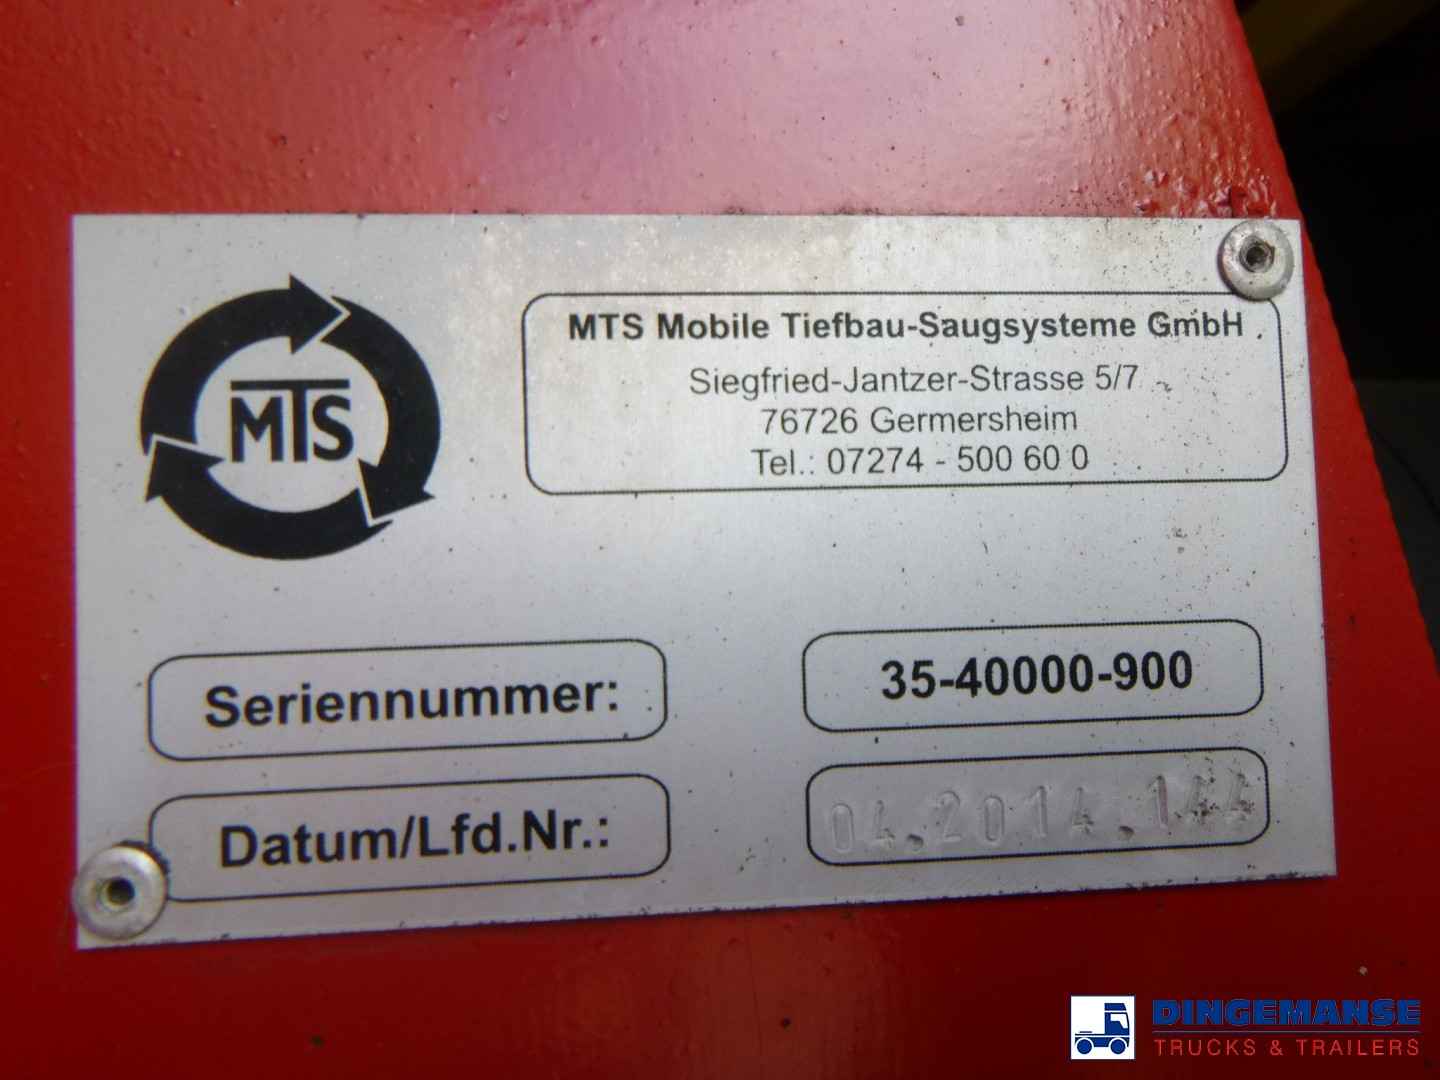 MTS
MTS Mobile Tiefbau-Saugsysteme GmbH
Siegfried-Jantzer-Strasse 5/7
76726 Germersheim
Tel.: 07274 - 500 60 0
Seriennummer:
35-40000-900
Datum/Lfd.Nr.:
04.2014.144
DINGEMANSE
TRUCKS & TRAILERS